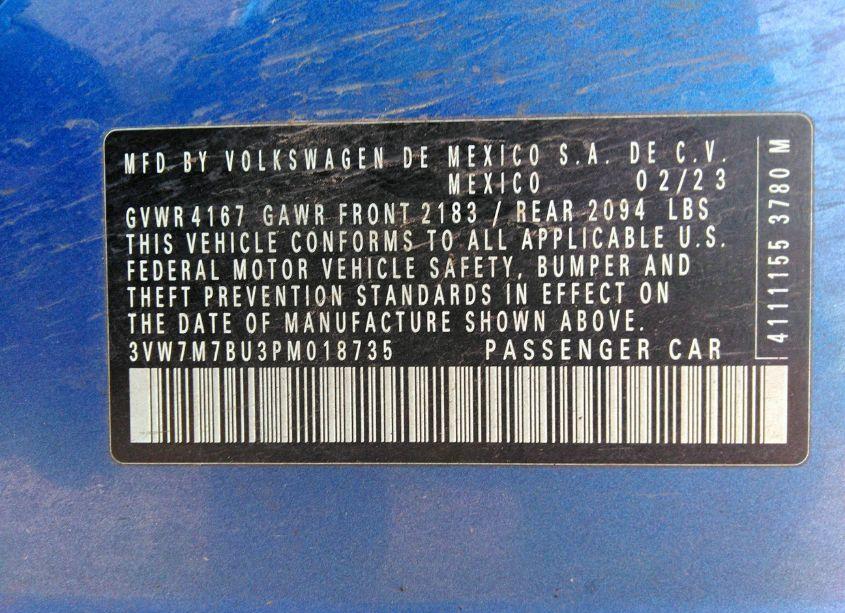 MFD BY VOLKSWAGEN DE MEXICO S.A. DE C.V.
MEXICO 02/23
GVWR 4167 GAWR FRONT 2183 / REAR 2094 LBS
THIS VEHICLE CONFORMS TO ALL APPLICABLE U.S.
FEDERAL MOTOR VEHICLE SAFETY, BUMPER AND
THEFT PREVENTION STANDARDS IN EFFECT ON
THE DATE OF MANUFACTURE SHOWN ABOVE.
3VW7M7BU3PM018735 PASSENGER CAR
4111155 3780 M